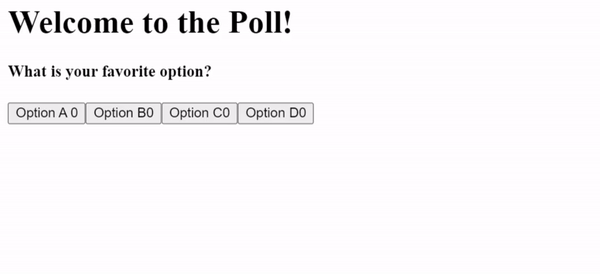 Welcome to the Poll!
What is your favorite option?
Option A 0 Option B0 Option C0 Option D0